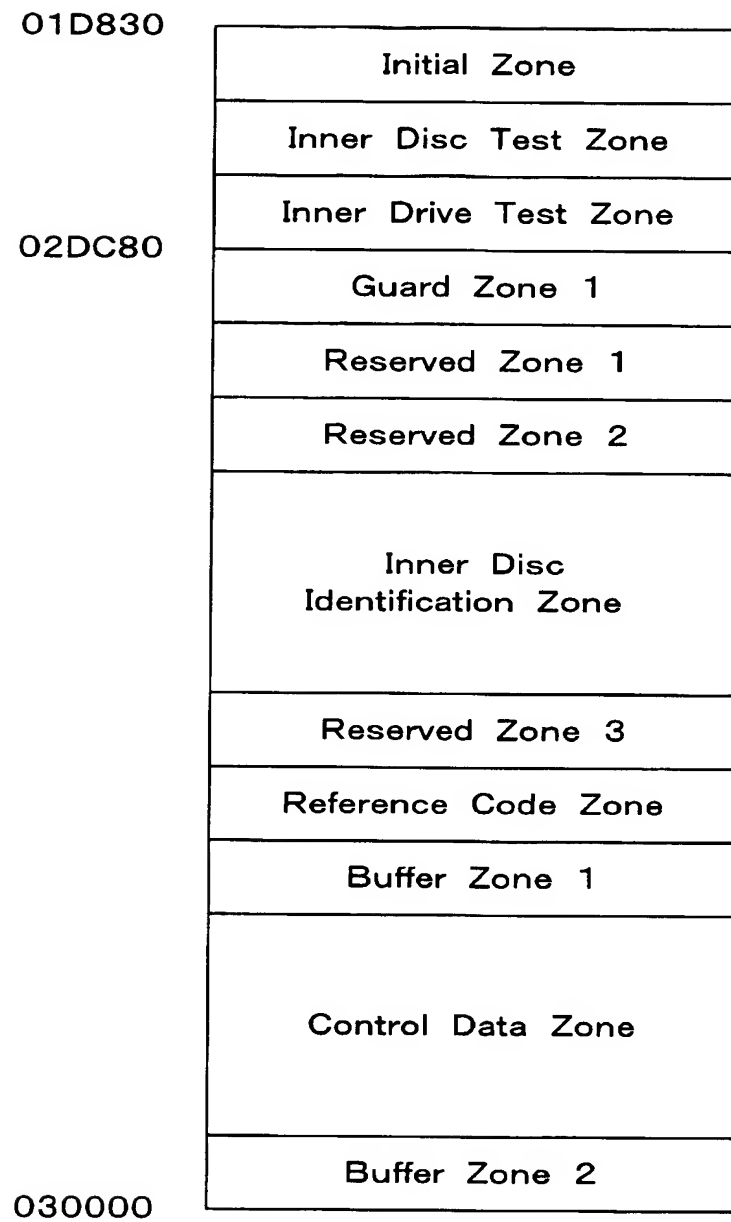 01D830
Initial Zone
Inner Disc Test Zone
Inner Drive Test Zone
02DC80
Guard Zone 1
Reserved Zone 1
Reserved Zone 2
Inner Disc
Identification Zone
Reserved Zone 3
Reference Code Zone
Buffer Zone 1
Control Data Zone
Buffer Zone 2
030000